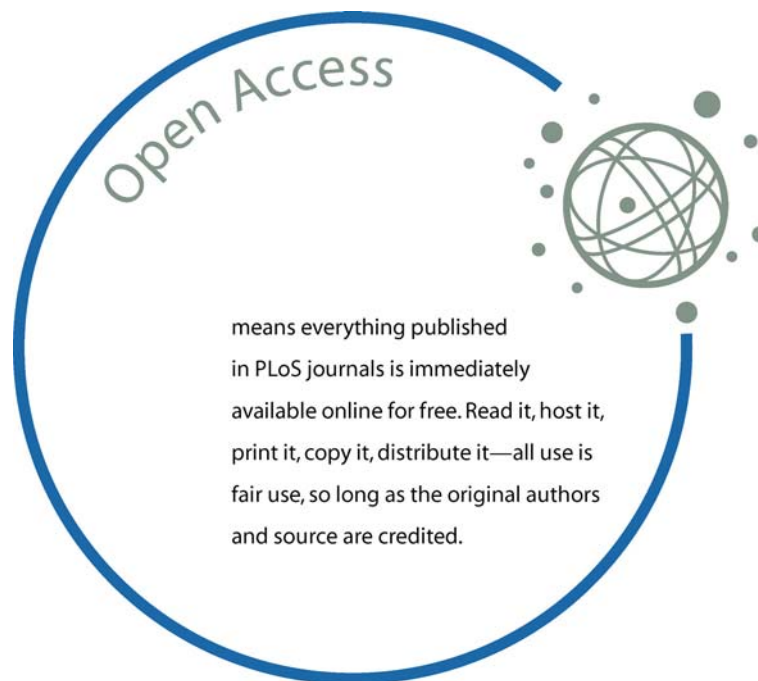 Open Access
means everything published
in PLoS journals is immediately
available online for free. Read it, host it,
print it, copy it, distribute it—all use is
fair use, so long as the original authors
and source are credited.